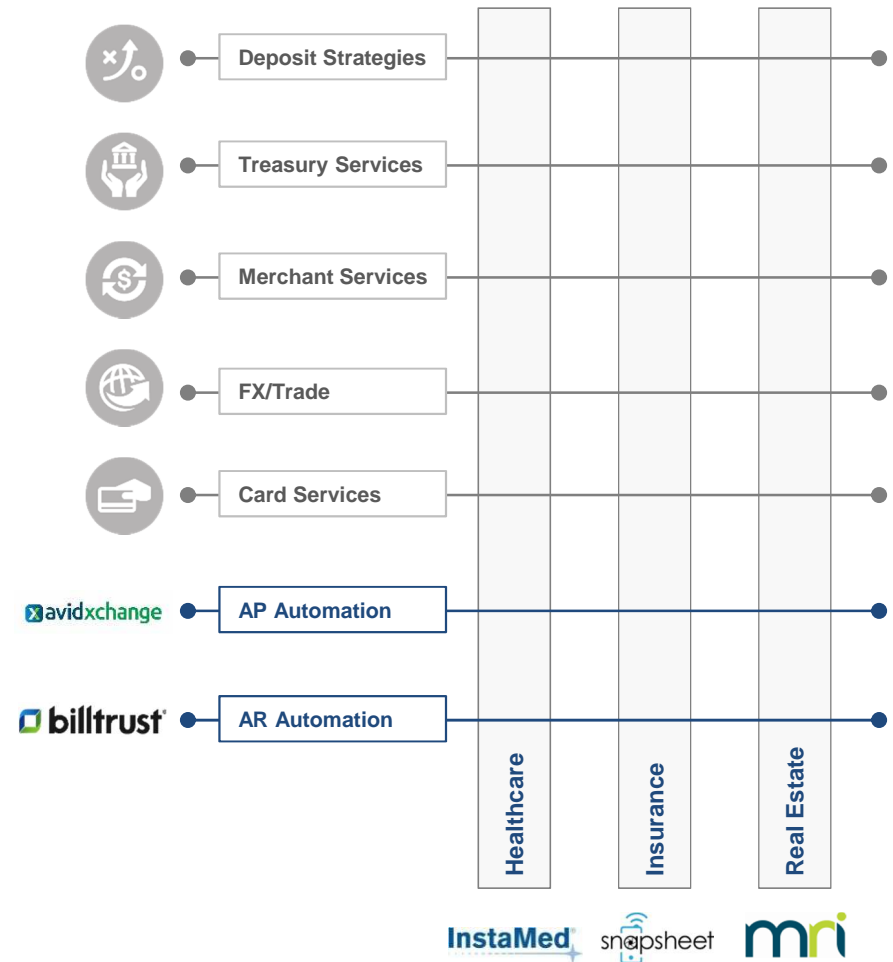 Deposit Strategies
Treasury Services
$
Merchant Services
FX/Trade
Card Services
avidxchange
AP Automation
billtrust
AR Automation
Healthcare
Insurance
Real Estate
InstaMed
snapsheet
mri